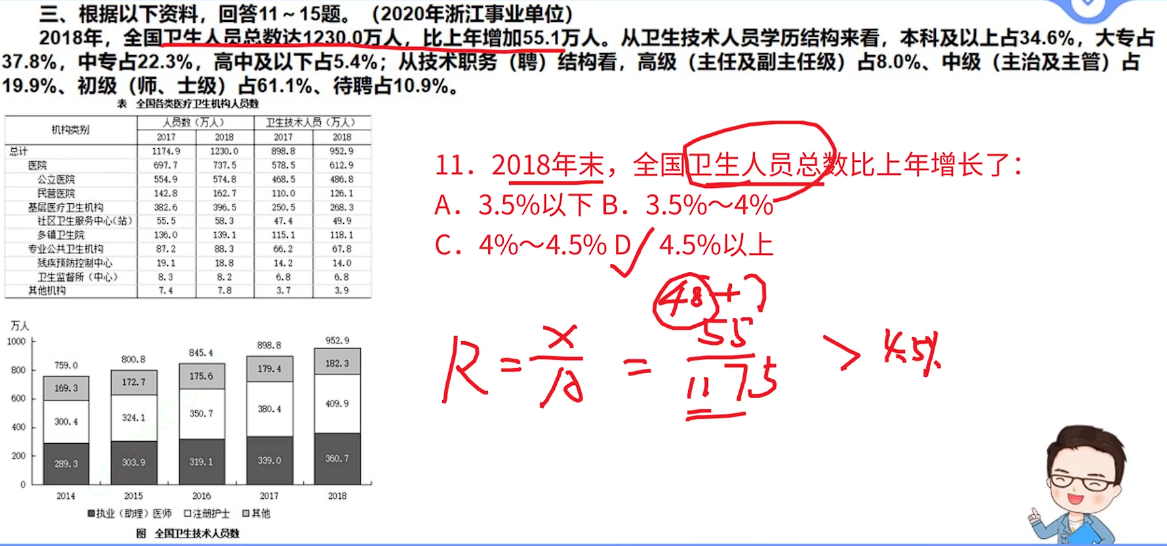 三、根据以下资料，回答11～15题。（2020年浙江事业单位）
2018年，全国卫生人员总数达1230.0万人，比上年增加55.1万人。从卫生技术人员学历结构来看，本科及以上占34.6%，大专占
37.8%，中专占22.3%，高中及以下占5.4%；从技术职务（聘）结构看，高级（主任及副主任级）占8.0%、中级（主治及主管）占
19.9%、初级（师、士级）占61.1%、待聘占10.9%。
表 全国各类医疗卫生机构人员数
机构类别 人员数（万人） 卫生技术人员（万人）
2017 2018 2017 2018
总计 1174.9 1230.0 898.8 952.9
医院 697.7 737.5 578.5 612.9
公立医院 554.9 574.8 468.5 486.8
民营医院 142.8 162.7 110.0 126.1
基层医疗卫生机构 382.6 396.5 250.5 268.3
社区卫生服务中心(站) 55.5 58.3 47.4 49.9
乡镇卫生院 136.0 139.1 115.1 118.1
专业公共卫生机构 87.2 88.3 66.2 67.8
疾病预防控制中心 19.1 18.8 14.2 14.0
卫生监督所（中心） 8.3 8.2 6.8 6.8
其他机构 7.4 7.8 3.7 3.9
11．2018年末，全国卫生人员总数比上年增长了：
A．3.5%以下 B．3.5%～4%
C．4%～4.5% D 4.5%以上
48+7
R = x = 55 > 4.5%
1175
万人
1000
800
600
400
200
0
759.0 800.8 845.4 898.8 952.9
169.3 172.7 175.6 179.4 182.3
300.4 324.1 350.7 380.4 409.9
289.3 303.9 319.1 339.0 360.7
2014 2015 2016 2017 2018
执业（助理）医师 注册护士 其他
图 全国卫生技术人员数